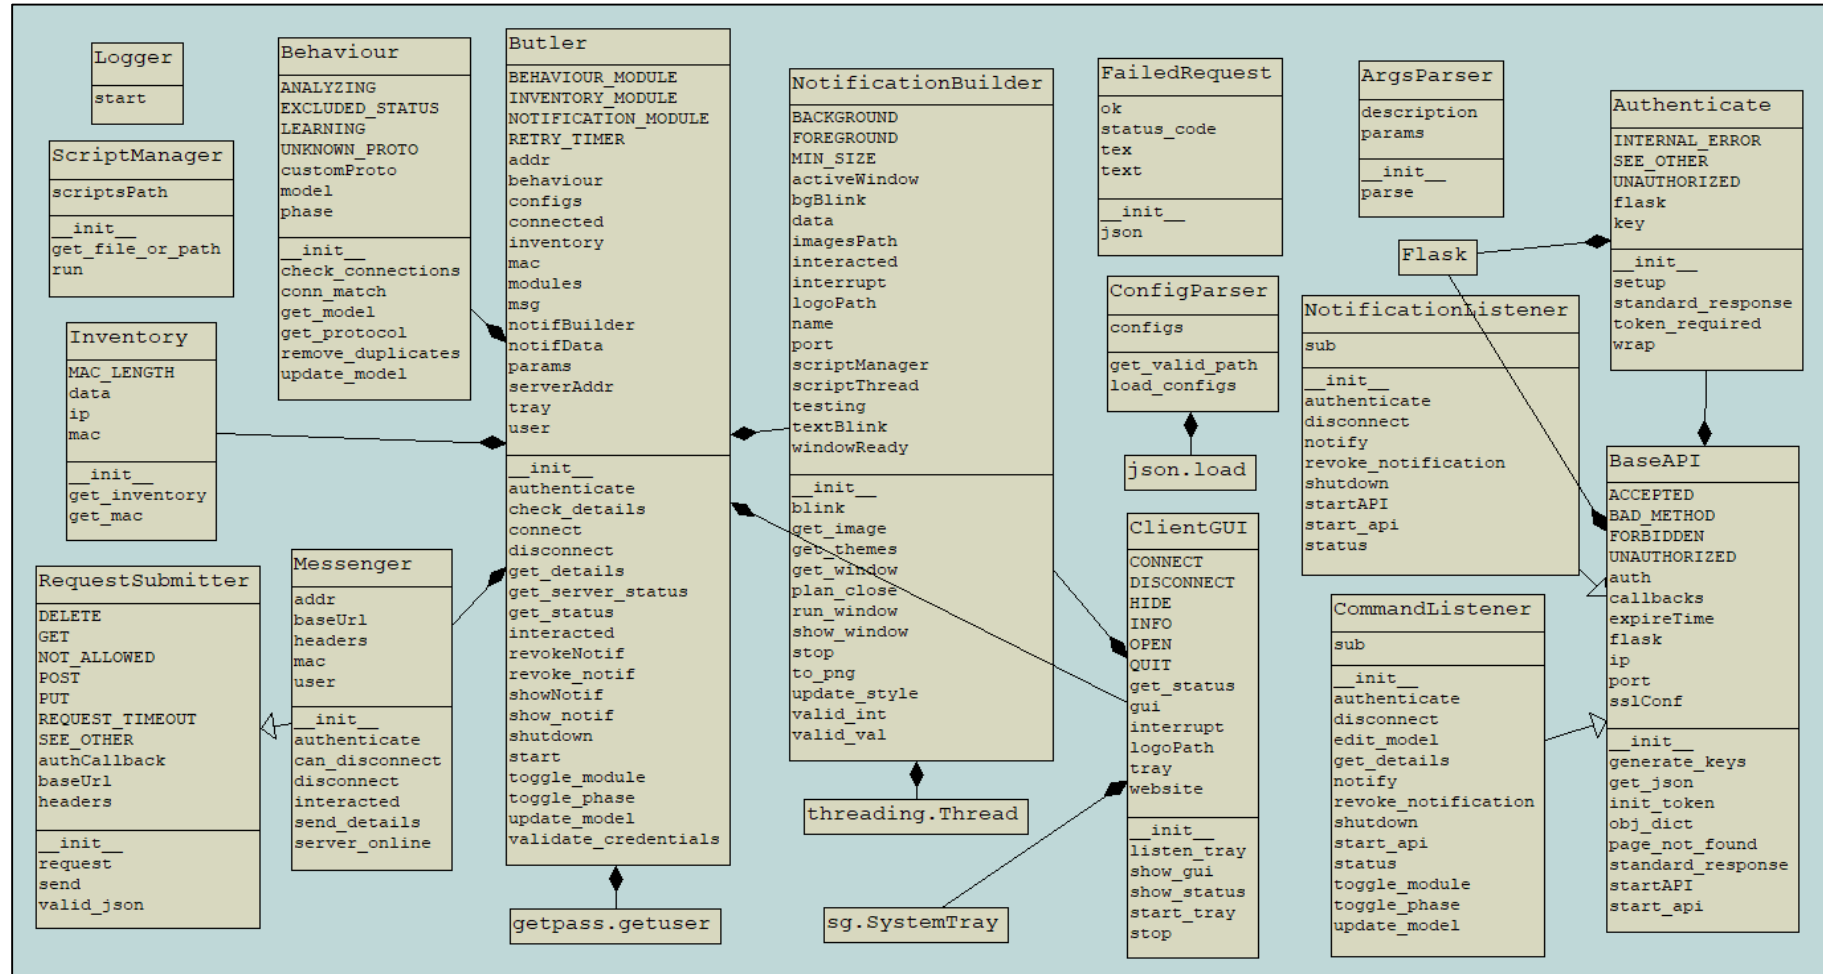 Logger
start
ScriptManager
scriptsPath
__init__
get_file_or_path
run
Inventory
MAC_LENGTH
data
ip
mac
__init__
get_inventory
get_mac
RequestSubmitter
DELETE
GET
NOT_ALLOWED
POST
PUT
REQUEST_TIMEOUT
SEE_OTHER
authCallback
baseUrl
headers
__init__
request
send
valid_json
Behaviour
ANALYZING
EXCLUDED_STATUS
LEARNING
UNKNOWN_PROTO
customProto
model
phase
__init__
check_connections
conn_match
get_model
get_protocol
remove_duplicates
update_model
Messenger
addr
baseUrl
headers
mac
user
__init__
authenticate
can_disconnect
disconnect
interacted
send_details
server_online
Butler
BEHAVIOUR_MODULE
INVENTORY_MODULE
NOTIFICATION_MODULE
RETRY_TIMER
addr
behaviour
configs
connected
inventory
mac
modules
msg
notifBuilder
notifData
params
serverAddr
tray
user
__init__
authenticate
check_details
connect
disconnect
get_details
get_server_status
get_status
interacted
revokeNotif
revoke_notif
showNotif
show_notif
shutdown
start
toggle_module
toggle_phase
update_model
validate_credentials
getpass.getuser
NotificationBuilder
BACKGROUND
FOREGROUND
MIN_SIZE
activeWindow
bgBlink
data
imagesPath
interacted
interrupt
logoPath
name
port
scriptManager
scriptThread
testing
textBlink
windowReady
__init__
blink
get_image
get_themes
get_window
plan_close
run_window
show_window
stop
to_png
update_style
valid_int
valid_val
threading.Thread
sg.SystemTray
FailedRequest
ok
status_code
tex
text
__init__
json
ConfigParser
configs
get_valid_path
load_configs
json.load
ClientGUI
CONNECT
DISCONNECT
HIDE
INFO
OPEN
QUIT
get_status
gui
interrupt
logoPath
tray
website
__init__
listen_tray
show_gui
show_status
start_tray
stop
ArgsParser
description
params
__init__
parse
Flask
NotificationListener
sub
__init__
authenticate
disconnect
notify
revoke_notification
shutdown
startAPI
start_api
status
CommandListener
sub
__init__
authenticate
disconnect
edit_model
get_details
notify
revoke_notification
shutdown
start_api
status
toggle_module
toggle_phase
update_model
Authenticate
INTERNAL_ERROR
SEE_OTHER
UNAUTHORIZED
flask
key
__init__
setup
standard_response
token_required
wrap
BaseAPI
ACCEPTED
BAD_METHOD
FORBIDDEN
UNAUTHORIZED
auth
callbacks
expireTime
flask
ip
port
sslConf
__init__
generate_keys
get_json
init_token
obj_dict
page_not_found
standard_response
startAPI
start_api